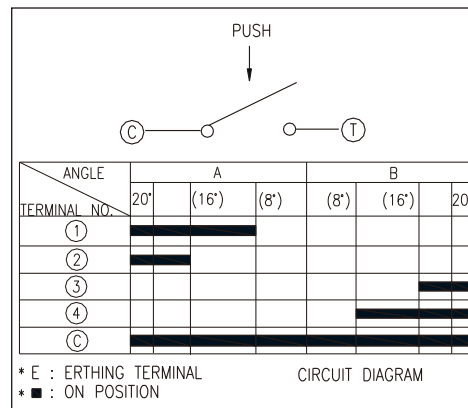 PUSH
C T
ANGLE A B
TERMINAL NO. 20° (16°) (8°) (8°) (16°) 20
1
2
3
4
C
* E : ERTHING TERMINAL CIRCUIT DIAGRAM
* ■ : ON POSITION